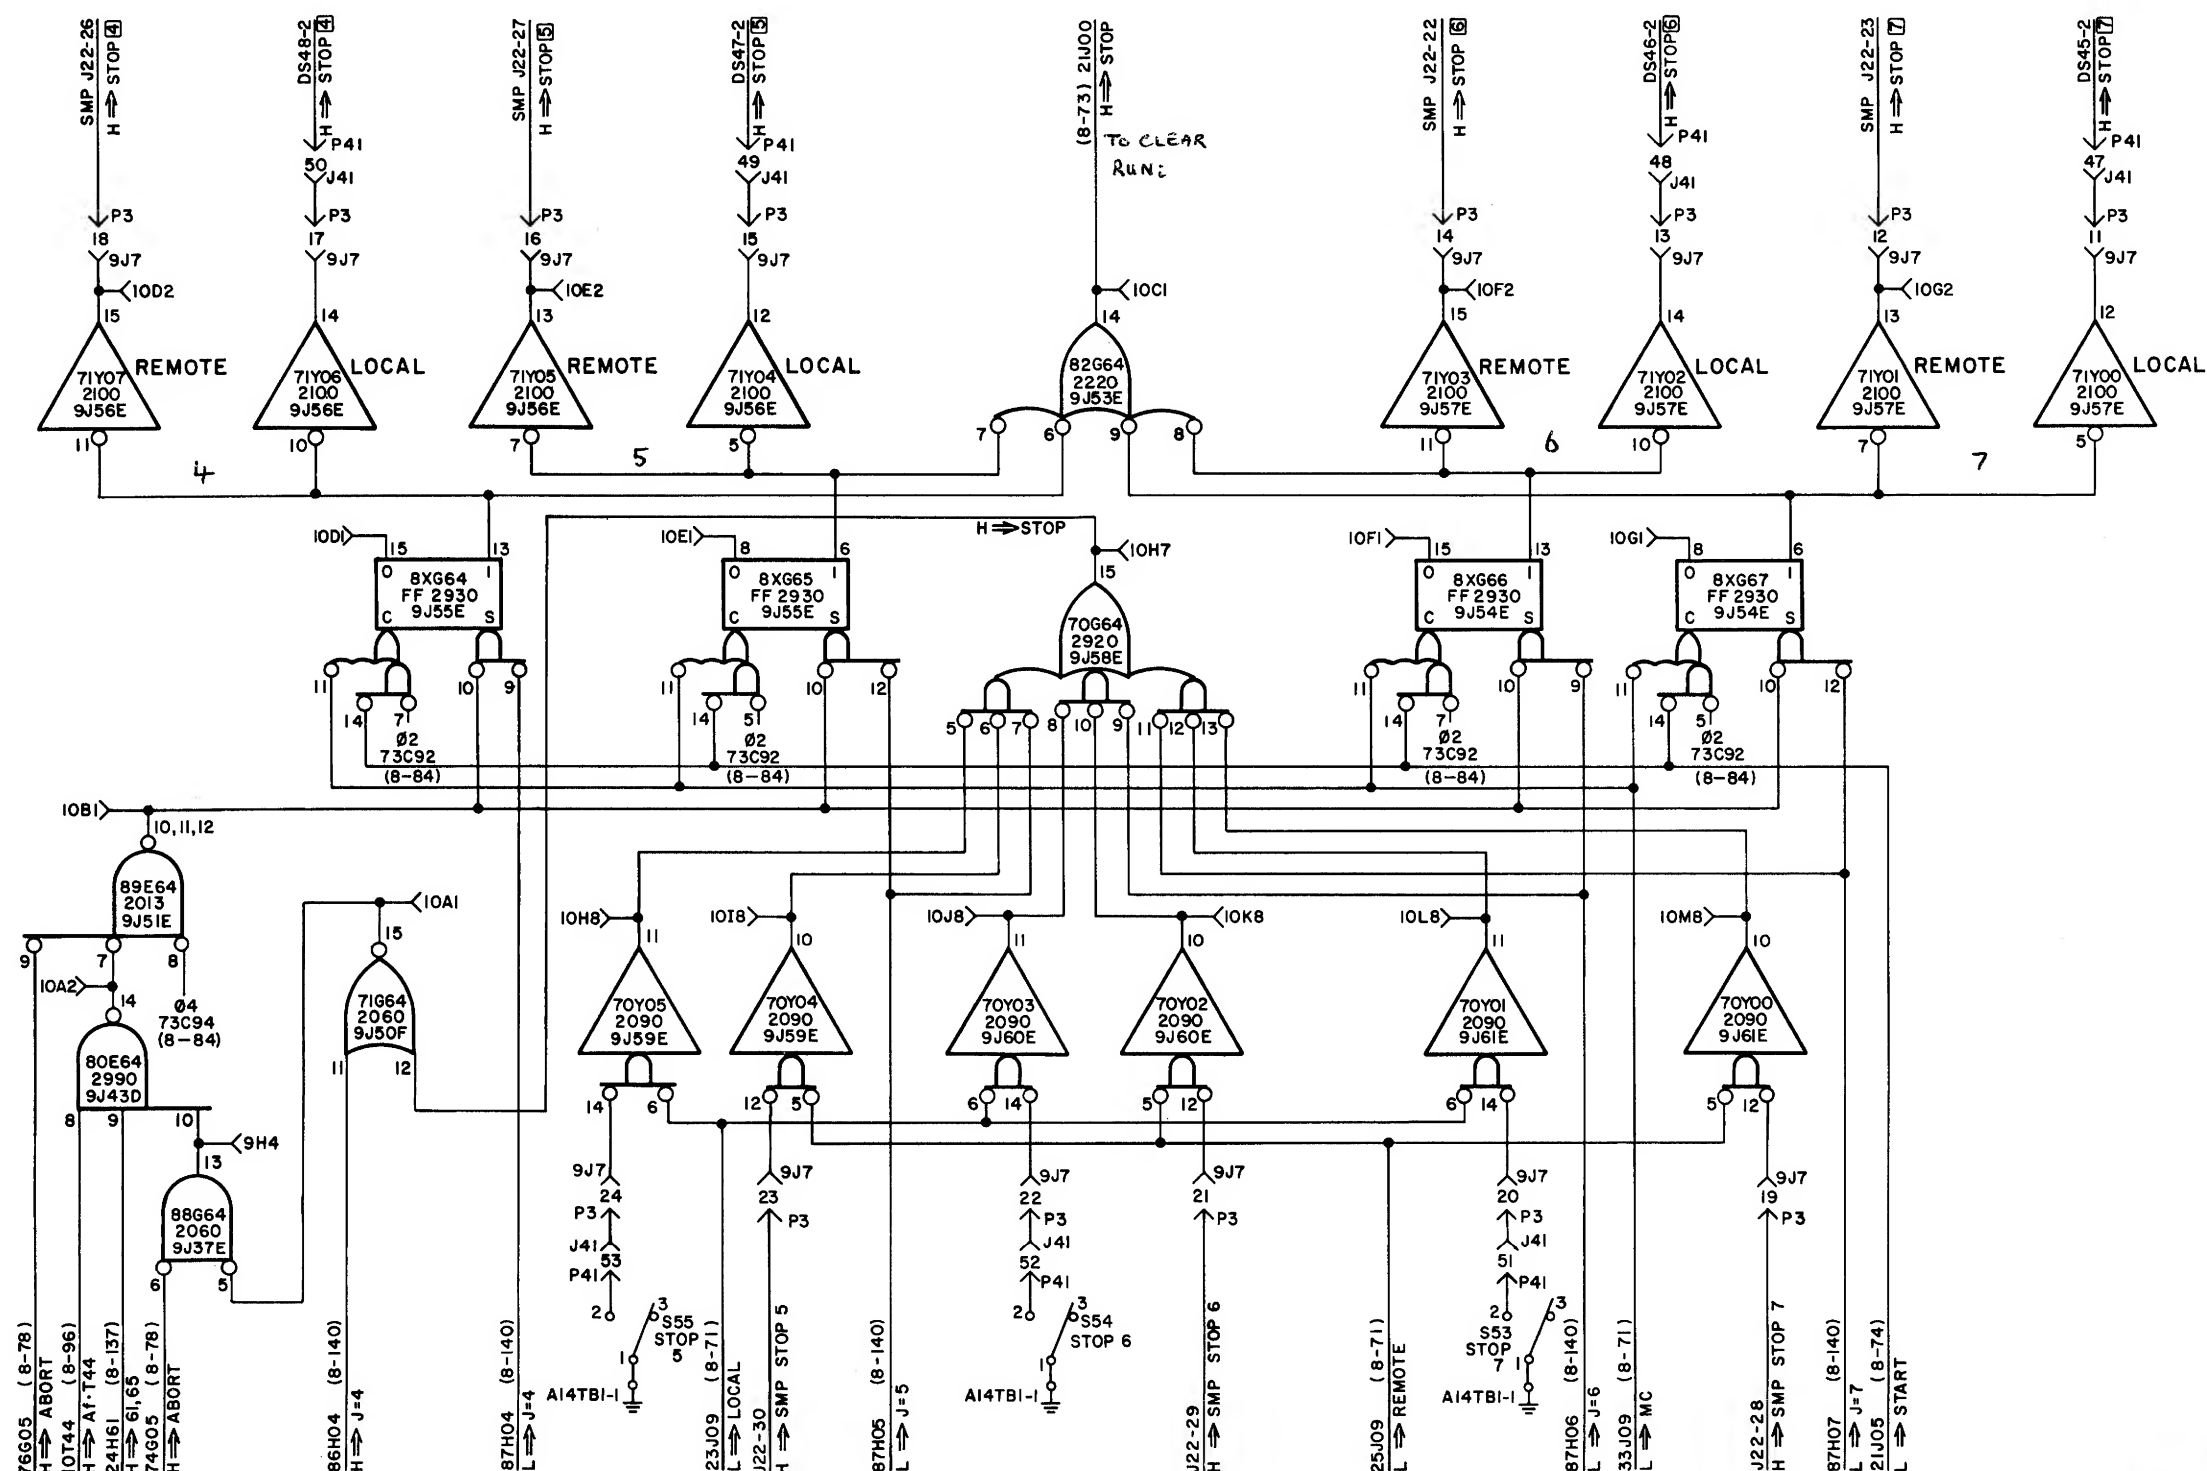 SMP J22-26
H⇒STOP 4
DS48-2
H⇒STOP 4
SMP J22-27
H⇒STOP 5
DS47-2
H⇒STOP 5
(8-73) 21J00
H⇒STOP
SMP J22-22
H⇒STOP 6
DS46-2
H⇒STOP 6
SMP J22-23
H⇒STOP 7
DS45-2
H⇒STOP 7
TO CLEAR
RUN:
P41
50
J41
P41
49
J41
P41
48
J41
P41
47
J41
P3
18
9J7
P3
17
9J7
P3
16
9J7
P3
15
9J7
P3
14
9J7
P3
13
9J7
P3
12
9J7
P3
11
9J7
10D2
10E2
10C1
10F2
10G2
15
14
13
12
14
15
14
13
12
71Y07
2100
9J56E
REMOTE
71Y06
2100
9J56E
LOCAL
71Y05
2100
9J56E
REMOTE
71Y04
2100
9J56E
LOCAL
82G64
2220
9J53E
71Y03
2100
9J57E
REMOTE
71Y02
2100
9J57E
LOCAL
71Y01
2100
9J57E
REMOTE
71Y00
2100
9J57E
LOCAL
11
10
7
5
7
6
9
8
11
10
7
5
4
5
6
7
H⇒STOP
10D1
15
13
O
1
8XG64
FF 2930
9J55E
C
S
10E1
8
6
O
1
8XG65
FF 2930
9J55E
C
S
10H7
15
70G64
2920
9J58E
10F1
15
13
O
1
8XG66
FF 2930
9J54E
C
S
10G1
8
6
O
1
8XG67
FF 2930
9J54E
C
S
11
14
7
10
9
Ø2
73C92
(8-84)
11
14
5
10
12
Ø2
73C92
(8-84)
5
6
7
8
10
9
11
12
13
11
14
7
10
9
Ø2
73C92
(8-84)
11
14
5
10
12
Ø2
73C92
(8-84)
10B1
10,11,12
89E64
2013
9J51E
9
7
8
10A2
14
Ø4
73C94
(8-84)
80E64
2990
9J43D
8
9
10
9H4
13
88G64
2060
9J37E
6
5
10A1
15
71G64
2060
9J50F
11
12
10H8
11
70Y05
2090
9J59E
14
6
10I8
10
70Y04
2090
9J59E
12
5
10J8
11
70Y03
2090
9J60E
6
14
10K8
10
70Y02
2090
9J60E
5
12
10L8
11
70Y01
2090
9J61E
6
14
10M8
10
70Y00
2090
9J61E
5
12
9J7
24
P3
J41
53
P41
2
3
S55
STOP
5
1
A14TB1-1
9J7
23
P3
9J7
22
P3
J41
52
P41
2
3
S54
STOP 6
1
A14TB1-1
9J7
21
P3
9J7
20
P3
J41
51
P41
2
3
S53
STOP
7
1
A14TB1-1
9J7
19
P3
76G05 (8-78)
H⇒ABORT
10T44 (8-96)
H⇒Af·T44
24H61 (8-137)
H⇒61,65
74G05 (8-78)
H⇒ABORT
86H04 (8-140)
H⇒J=4
87H04 (8-140)
L⇒J=4
23J09 (8-71)
L⇒LOCAL
J22-30
H⇒SMP STOP 5
87H05 (8-140)
L⇒J=5
J22-29
H⇒SMP STOP 6
25J09 (8-71)
L⇒REMOTE
87H06 (8-140)
L⇒J=6
33J09 (8-71)
L⇒MC
J22-28
H⇒SMP STOP 7
87H07 (8-140)
L⇒J=7
21J05 (8-74)
L⇒START